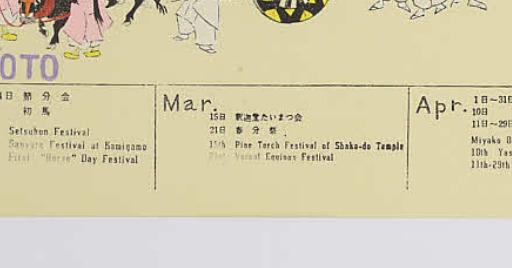 OTO
日 節 分 会
初 馬
Setsubun Festival
Festival at Kamigamo
First "Horse" Day Festival
Mar.
15日 釈迦堂たいまつ会
21日 春 分 祭
15th Pine Torch Festival of Shaka-do Temple
21st Vernal Equinox Festival
Apr.
1日～31日
10日
11日～29日
Miyako O
10th Yas
11th-29th